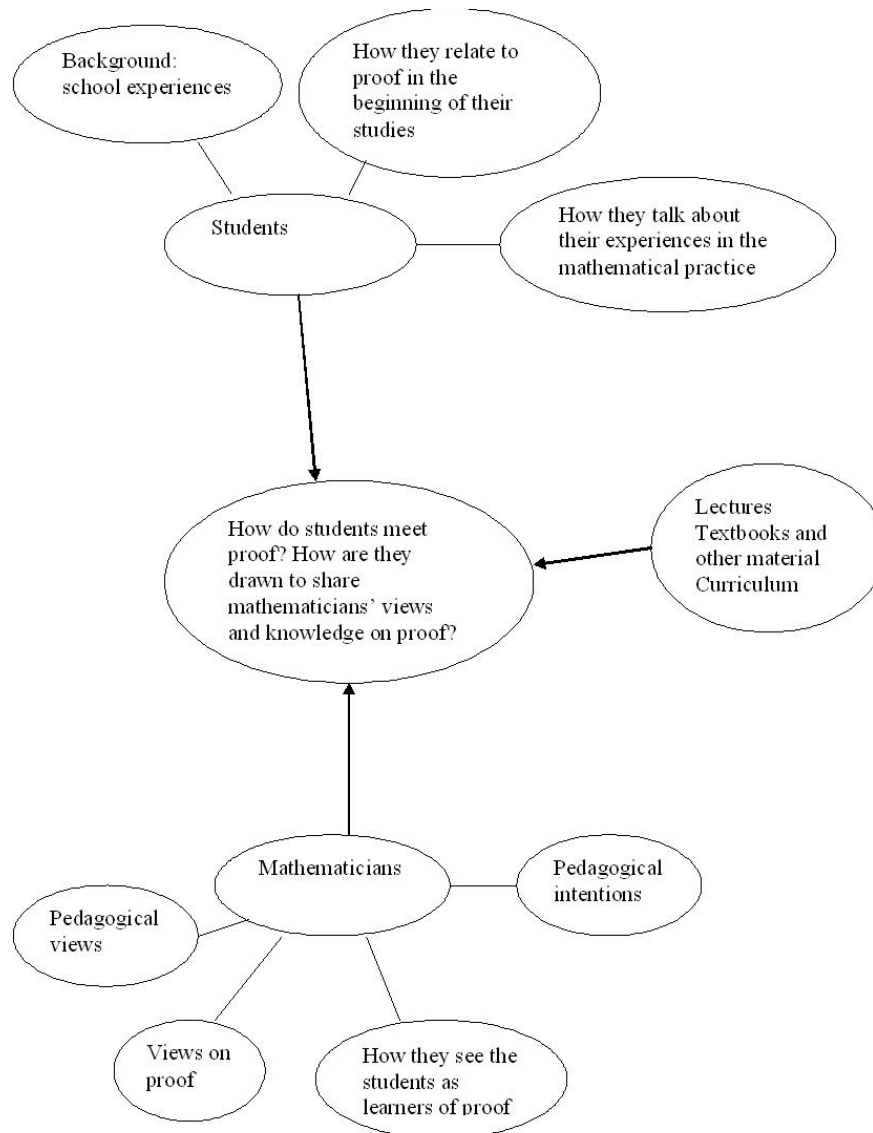 Background:
school experiences
How they relate to
proof in the
beginning of their
studies
Students
How they talk about
their experiences in the
mathematical practice
How do students meet
proof? How are they
drawn to share
mathematicians’ views
and knowledge on proof?
Lectures
Textbooks and
other material
Curriculum
Mathematicians
Pedagogical
intentions
Pedagogical
views
Views on
proof
How they see the
students as
learners of proof